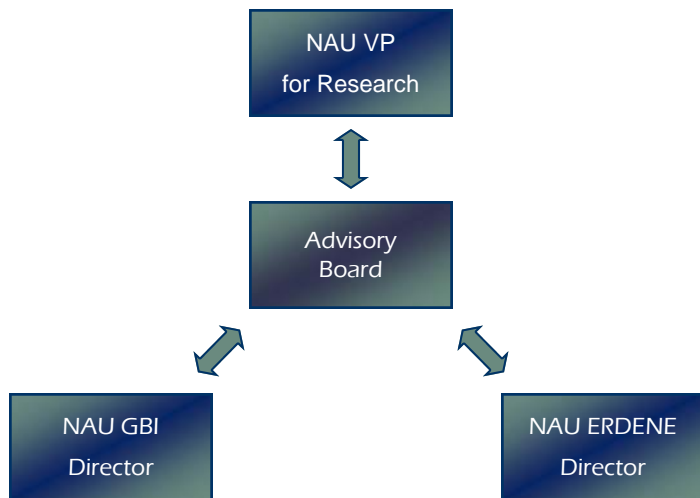 NAU VP
for Research
Advisory
Board
NAU GBI
Director
NAU ERDENE
Director